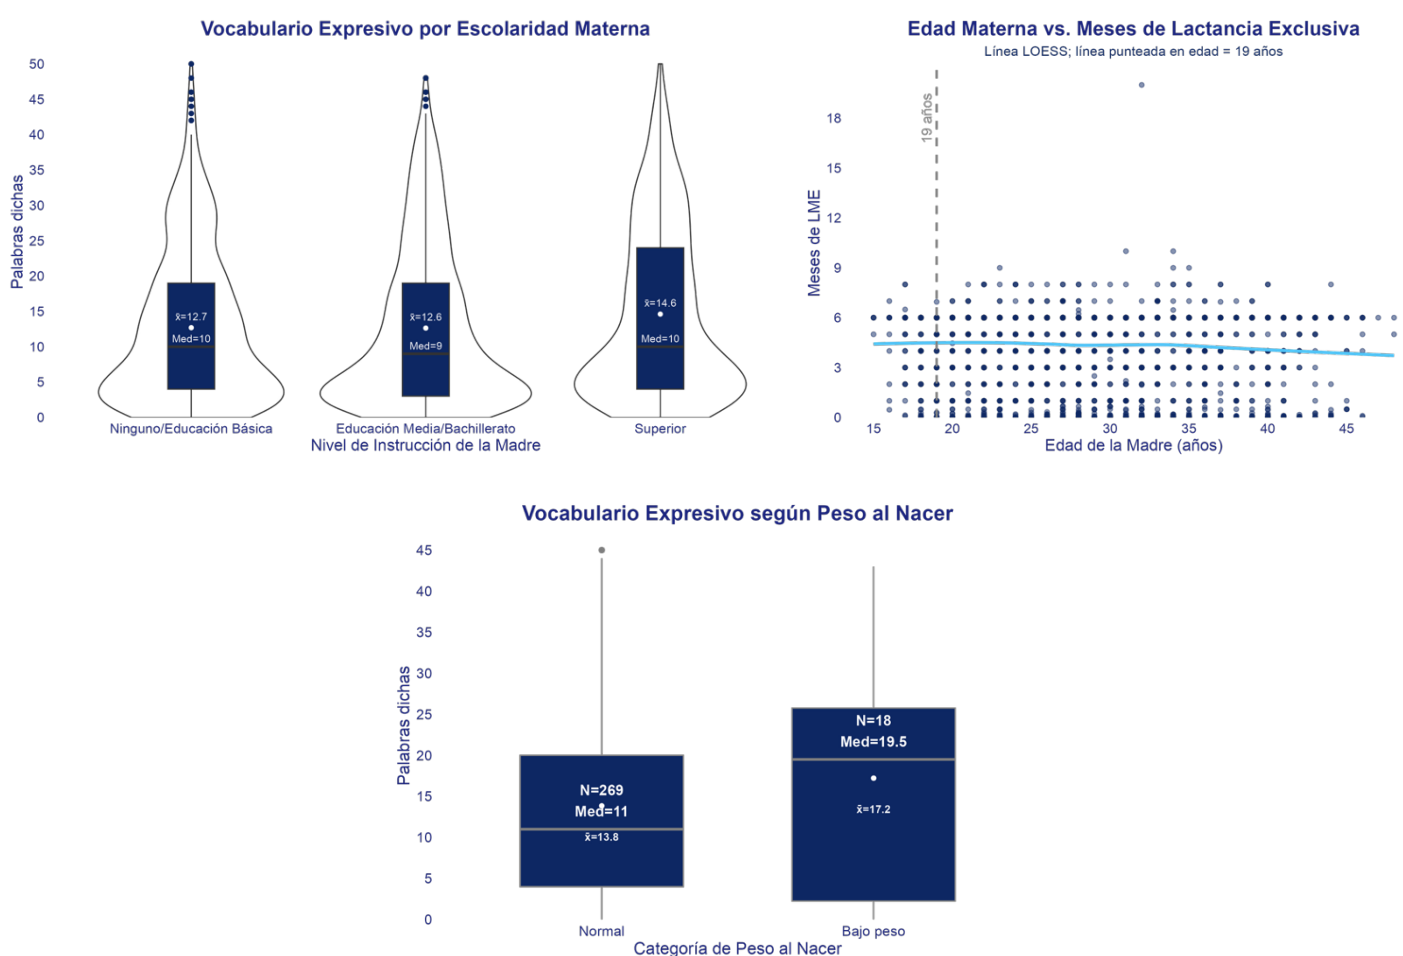 Vocabulario Expresivo por Escolaridad Materna
50
45
40
35
30
25
20
15
10
5
0
Palabras dichas
x̄=12.7
Med=10
x̄=12.6
Med=9
x̄=14.6
Med=10
Ninguno/Educación Básica
Educación Media/Bachillerato
Superior
Nivel de Instrucción de la Madre
Edad Materna vs. Meses de Lactancia Exclusiva
Línea LOESS; línea punteada en edad = 19 años
18
15
12
9
6
3
0
Meses de LME
19 años
15 20 25 30 35 40 45
Edad de la Madre (años)
Vocabulario Expresivo según Peso al Nacer
45
40
35
30
25
20
15
10
5
0
Palabras dichas
N=269
Med=11
x̄=13.8
N=18
Med=19.5
x̄=17.2
Normal
Bajo peso
Categoría de Peso al Nacer